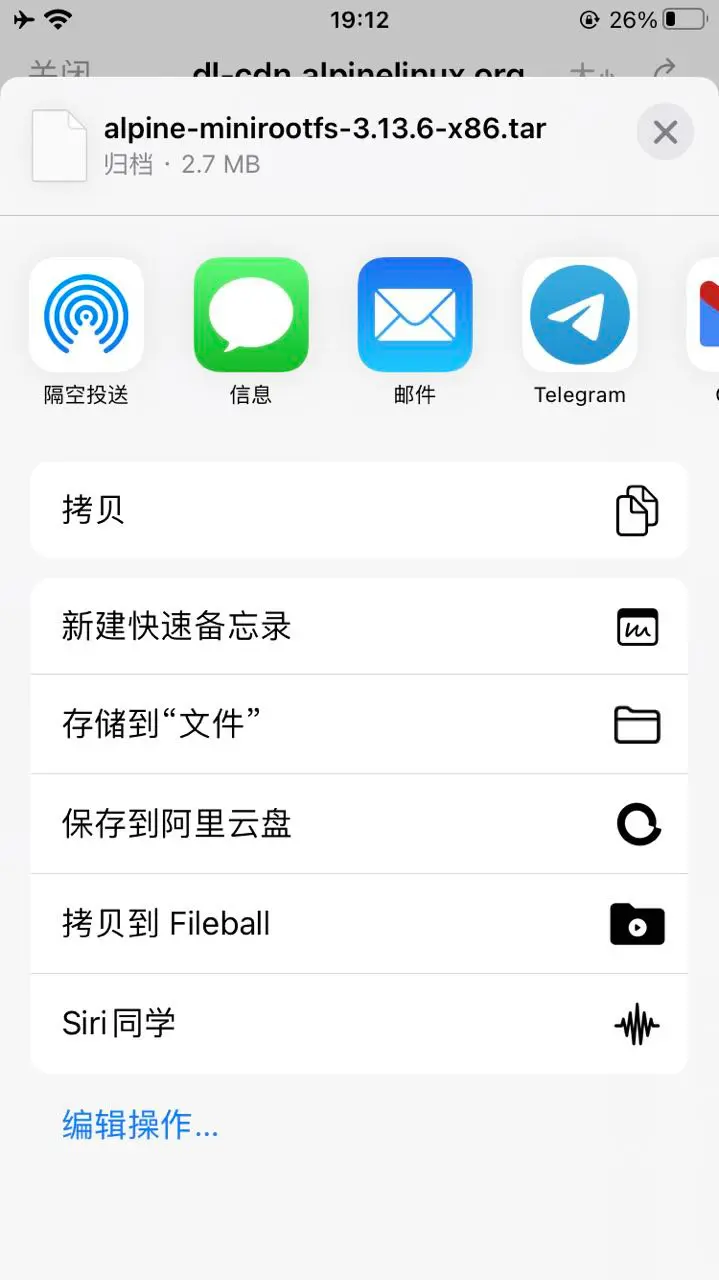 19:12
26%
关闭
dl-cdn.alpinelinux.org
大小
alpine-minirootfs-3.13.6-x86.tar
归档 · 2.7 MB
隔空投送
信息
邮件
Telegram
拷贝
新建快速备忘录
存储到“文件”
保存到阿里云盘
拷贝到 Fileball
Siri同学
编辑操作...